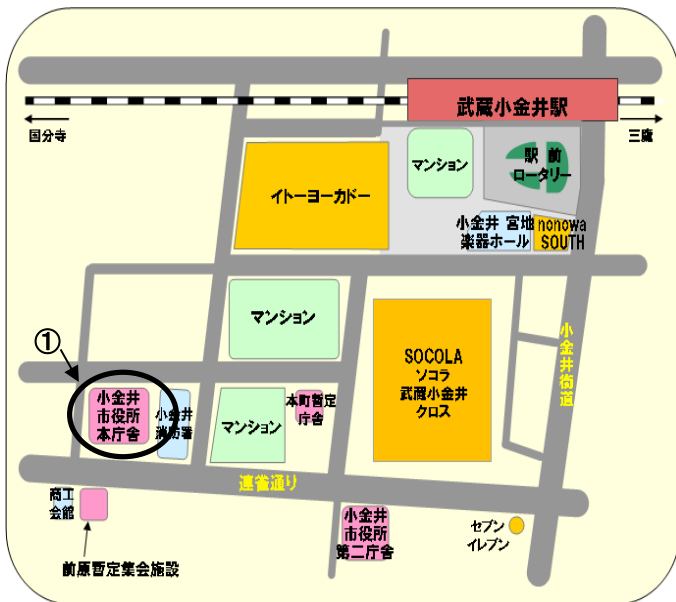 武蔵小金井駅
国分寺
三鷹
マンション
駅 前
ロータリー
イトーヨーカドー
小金井 宮地
楽器ホール
nonowa
SOUTH
マンション
小金井街道
SOCOLA
ソコラ
武蔵小金井
クロス
①
小金井
市役所
本庁舎
小金井
消防署
マンション
本町暫定
庁舎
連雀通り
商工
会館
小金井
市役所
第二庁舎
セブン
イレブン
前原暫定集会施設